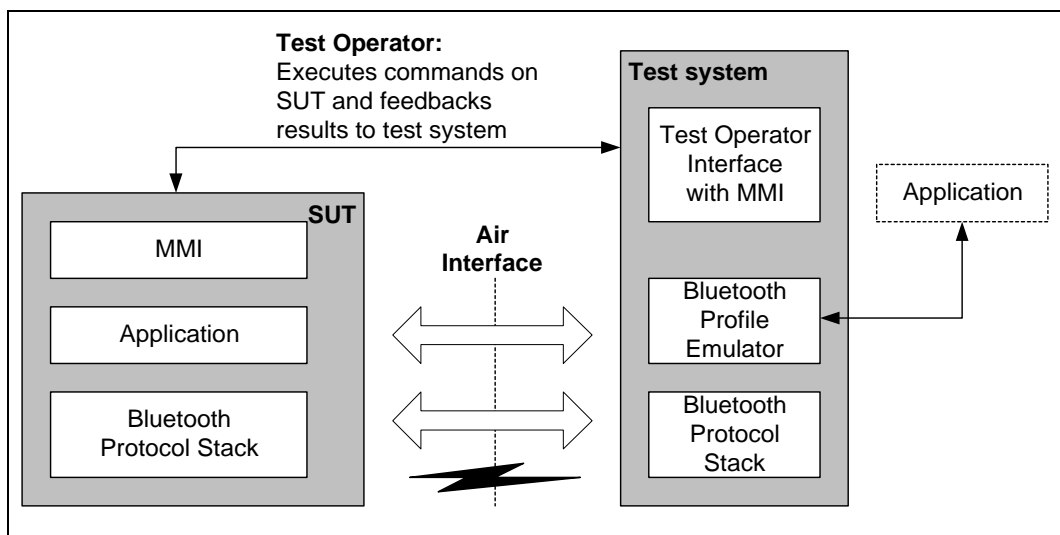 Test Operator:
Executes commands on
SUT and feedbacks
results to test system
Test system
Test Operator
Interface
with MMI
Application
SUT
MMI
Air
Interface
Application
Bluetooth
Profile
Emulator
Bluetooth
Protocol Stack
Bluetooth
Protocol
Stack